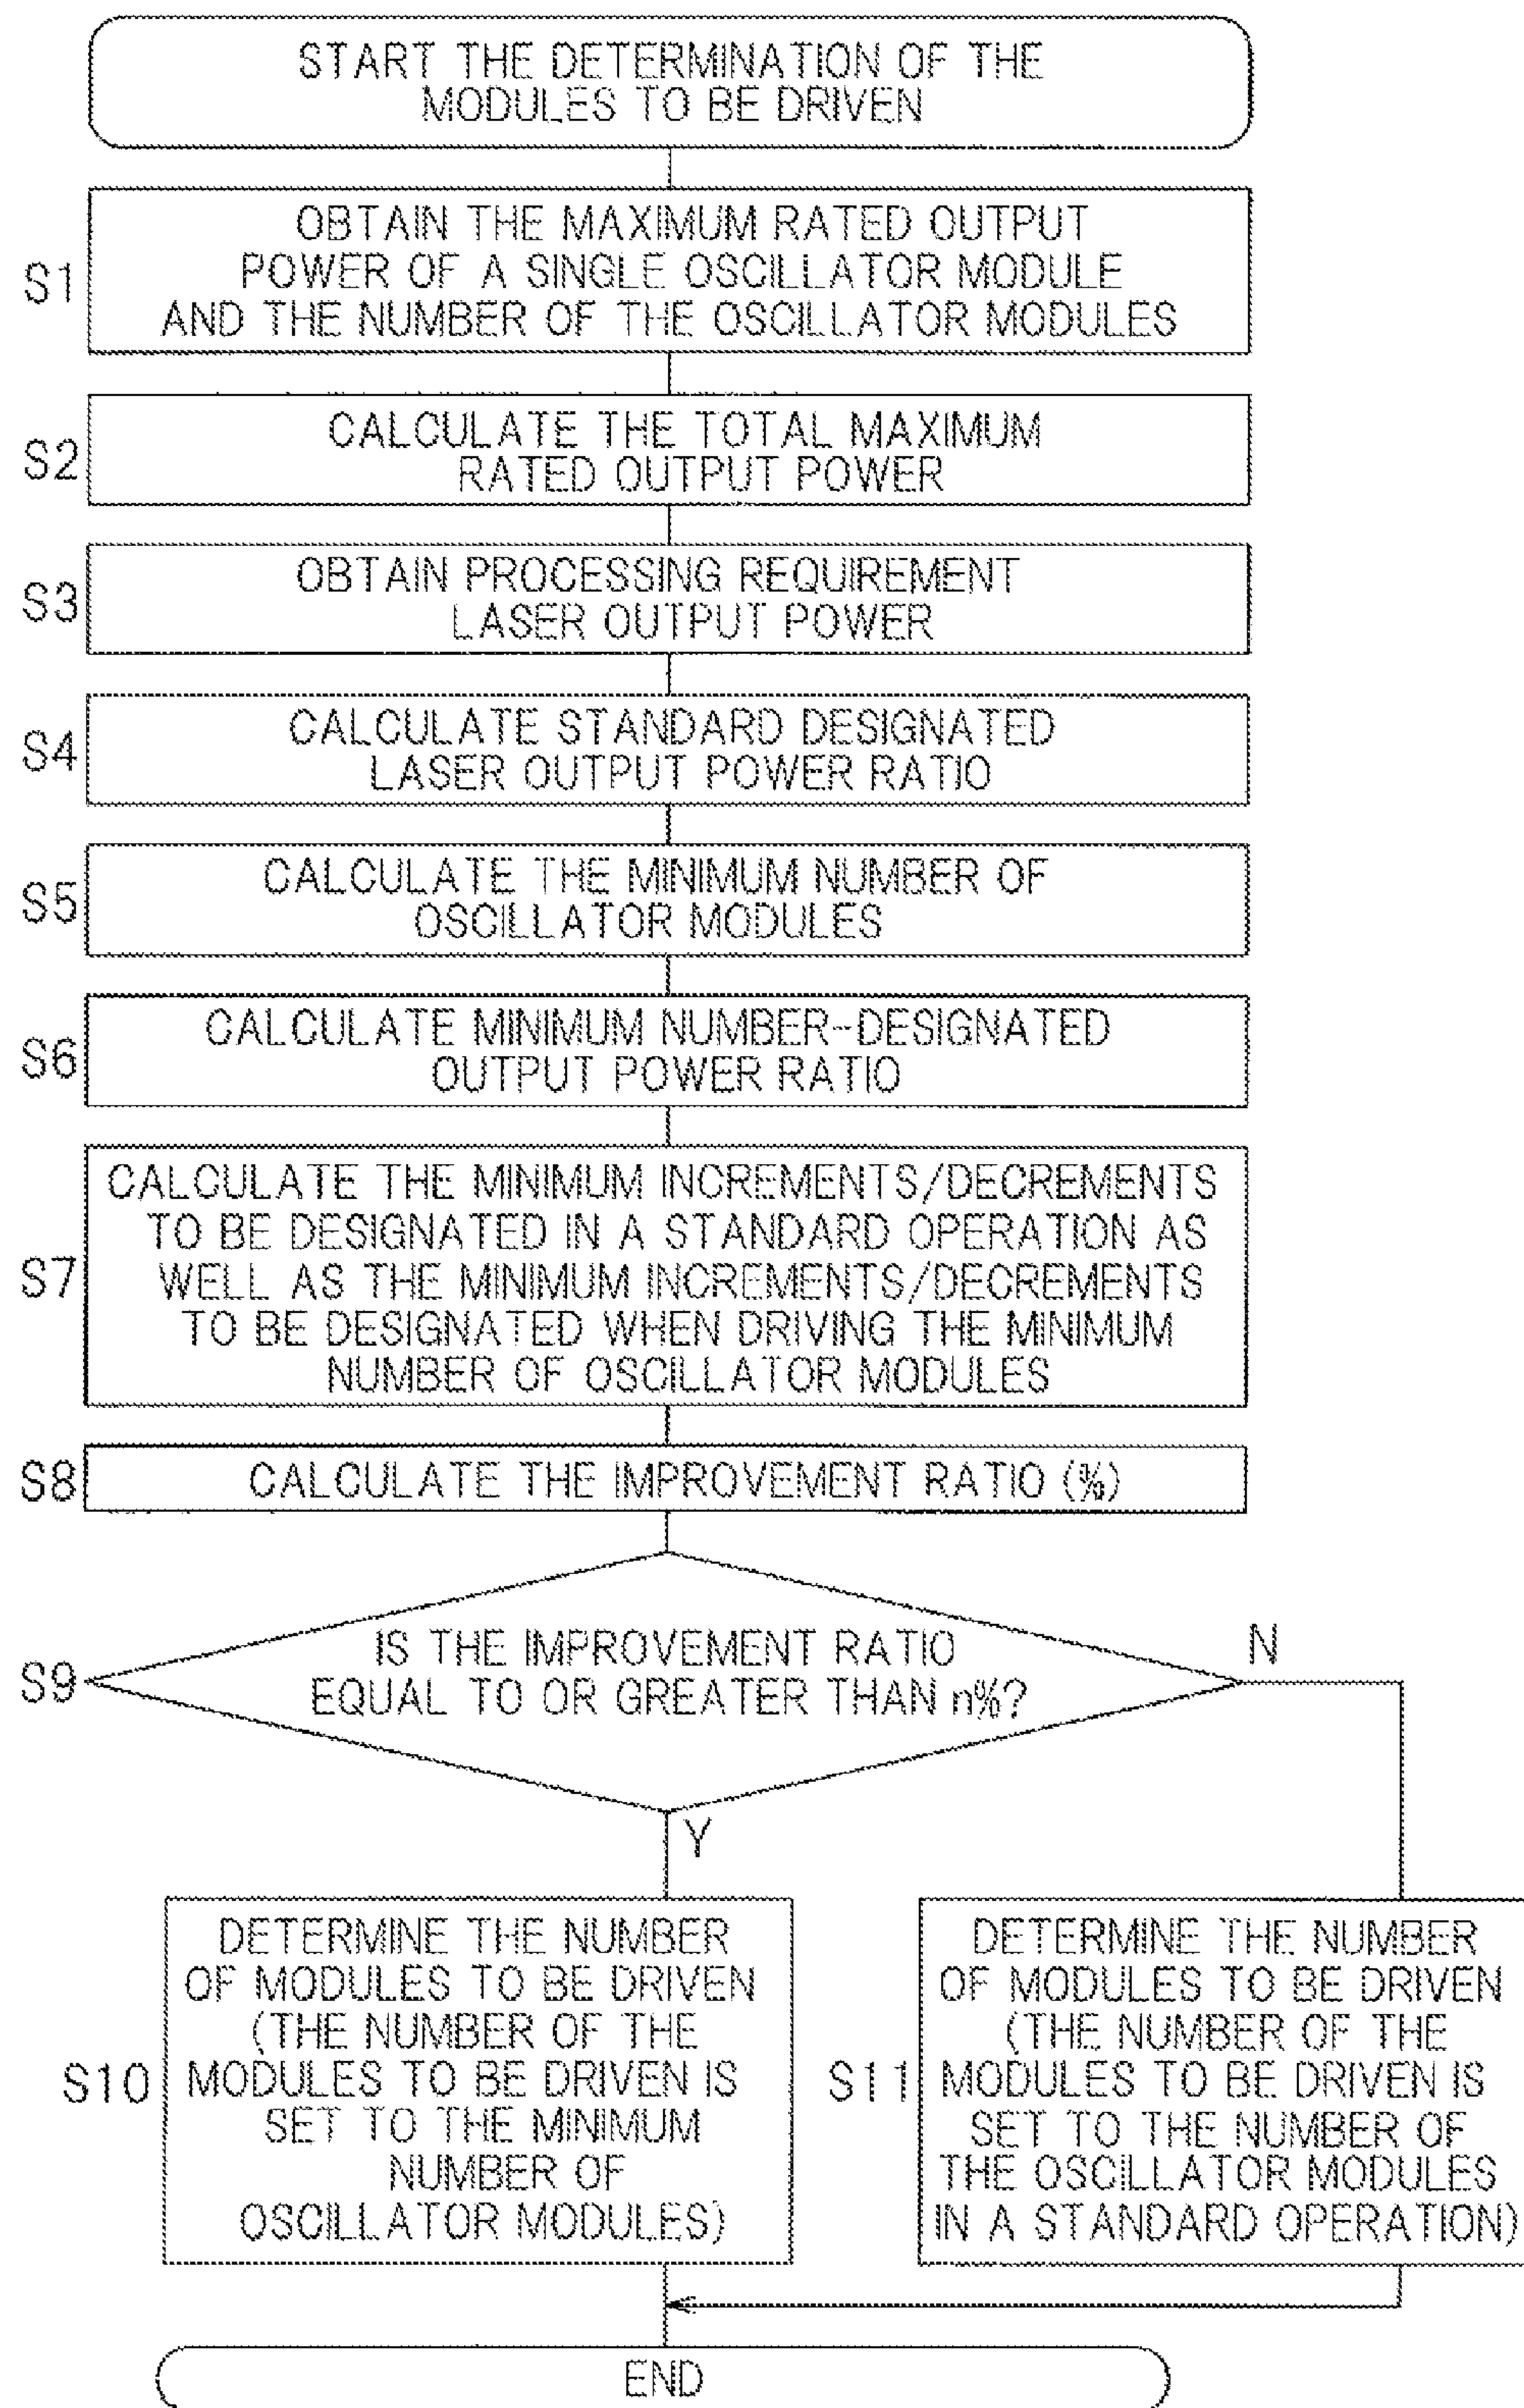 START THE DETERMINATION OF THE
MODULES TO BE DRIVEN
S1
OBTAIN THE MAXIMUM RATED OUTPUT
POWER OF A SINGLE OSCILLATOR MODULE
AND THE NUMBER OF THE OSCILLATOR MODULES
S2
CALCULATE THE TOTAL MAXIMUM
RATED OUTPUT POWER
S3
OBTAIN PROCESSING REQUIREMENT
LASER OUTPUT POWER
S4
CALCULATE STANDARD DESIGNATED
LASER OUTPUT POWER RATIO
S5
CALCULATE THE MINIMUM NUMBER OF
OSCILLATOR MODULES
S6
CALCULATE MINIMUM NUMBER-DESIGNATED
OUTPUT POWER RATIO
S7
CALCULATE THE MINIMUM INCREMENTS/DECREMENTS
TO BE DESIGNATED IN A STANDARD OPERATION AS
WELL AS THE MINIMUM INCREMENTS/DECREMENTS
TO BE DESIGNATED WHEN DRIVING THE MINIMUM
NUMBER OF OSCILLATOR MODULES
S8
CALCULATE THE IMPROVEMENT RATIO (%)
S9
IS THE IMPROVEMENT RATIO
EQUAL TO OR GREATER THAN n%?
N
Y
S10
DETERMINE THE NUMBER
OF MODULES TO BE DRIVEN
(THE NUMBER OF THE
MODULES TO BE DRIVEN IS
SET TO THE MINIMUM
NUMBER OF
OSCILLATOR MODULES)
S11
DETERMINE THE NUMBER
OF MODULES TO BE DRIVEN
(THE NUMBER OF THE
MODULES TO BE DRIVEN IS
SET TO THE NUMBER OF
THE OSCILLATOR MODULES
IN A STANDARD OPERATION)
END